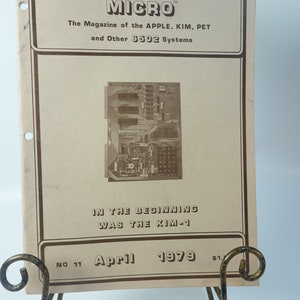 MICRO™
The Magazine of the APPLE, KIM, PET
and Other 6502 Systems
IN THE BEGINNING
WAS THE KIM-1
NO 11 April 1979